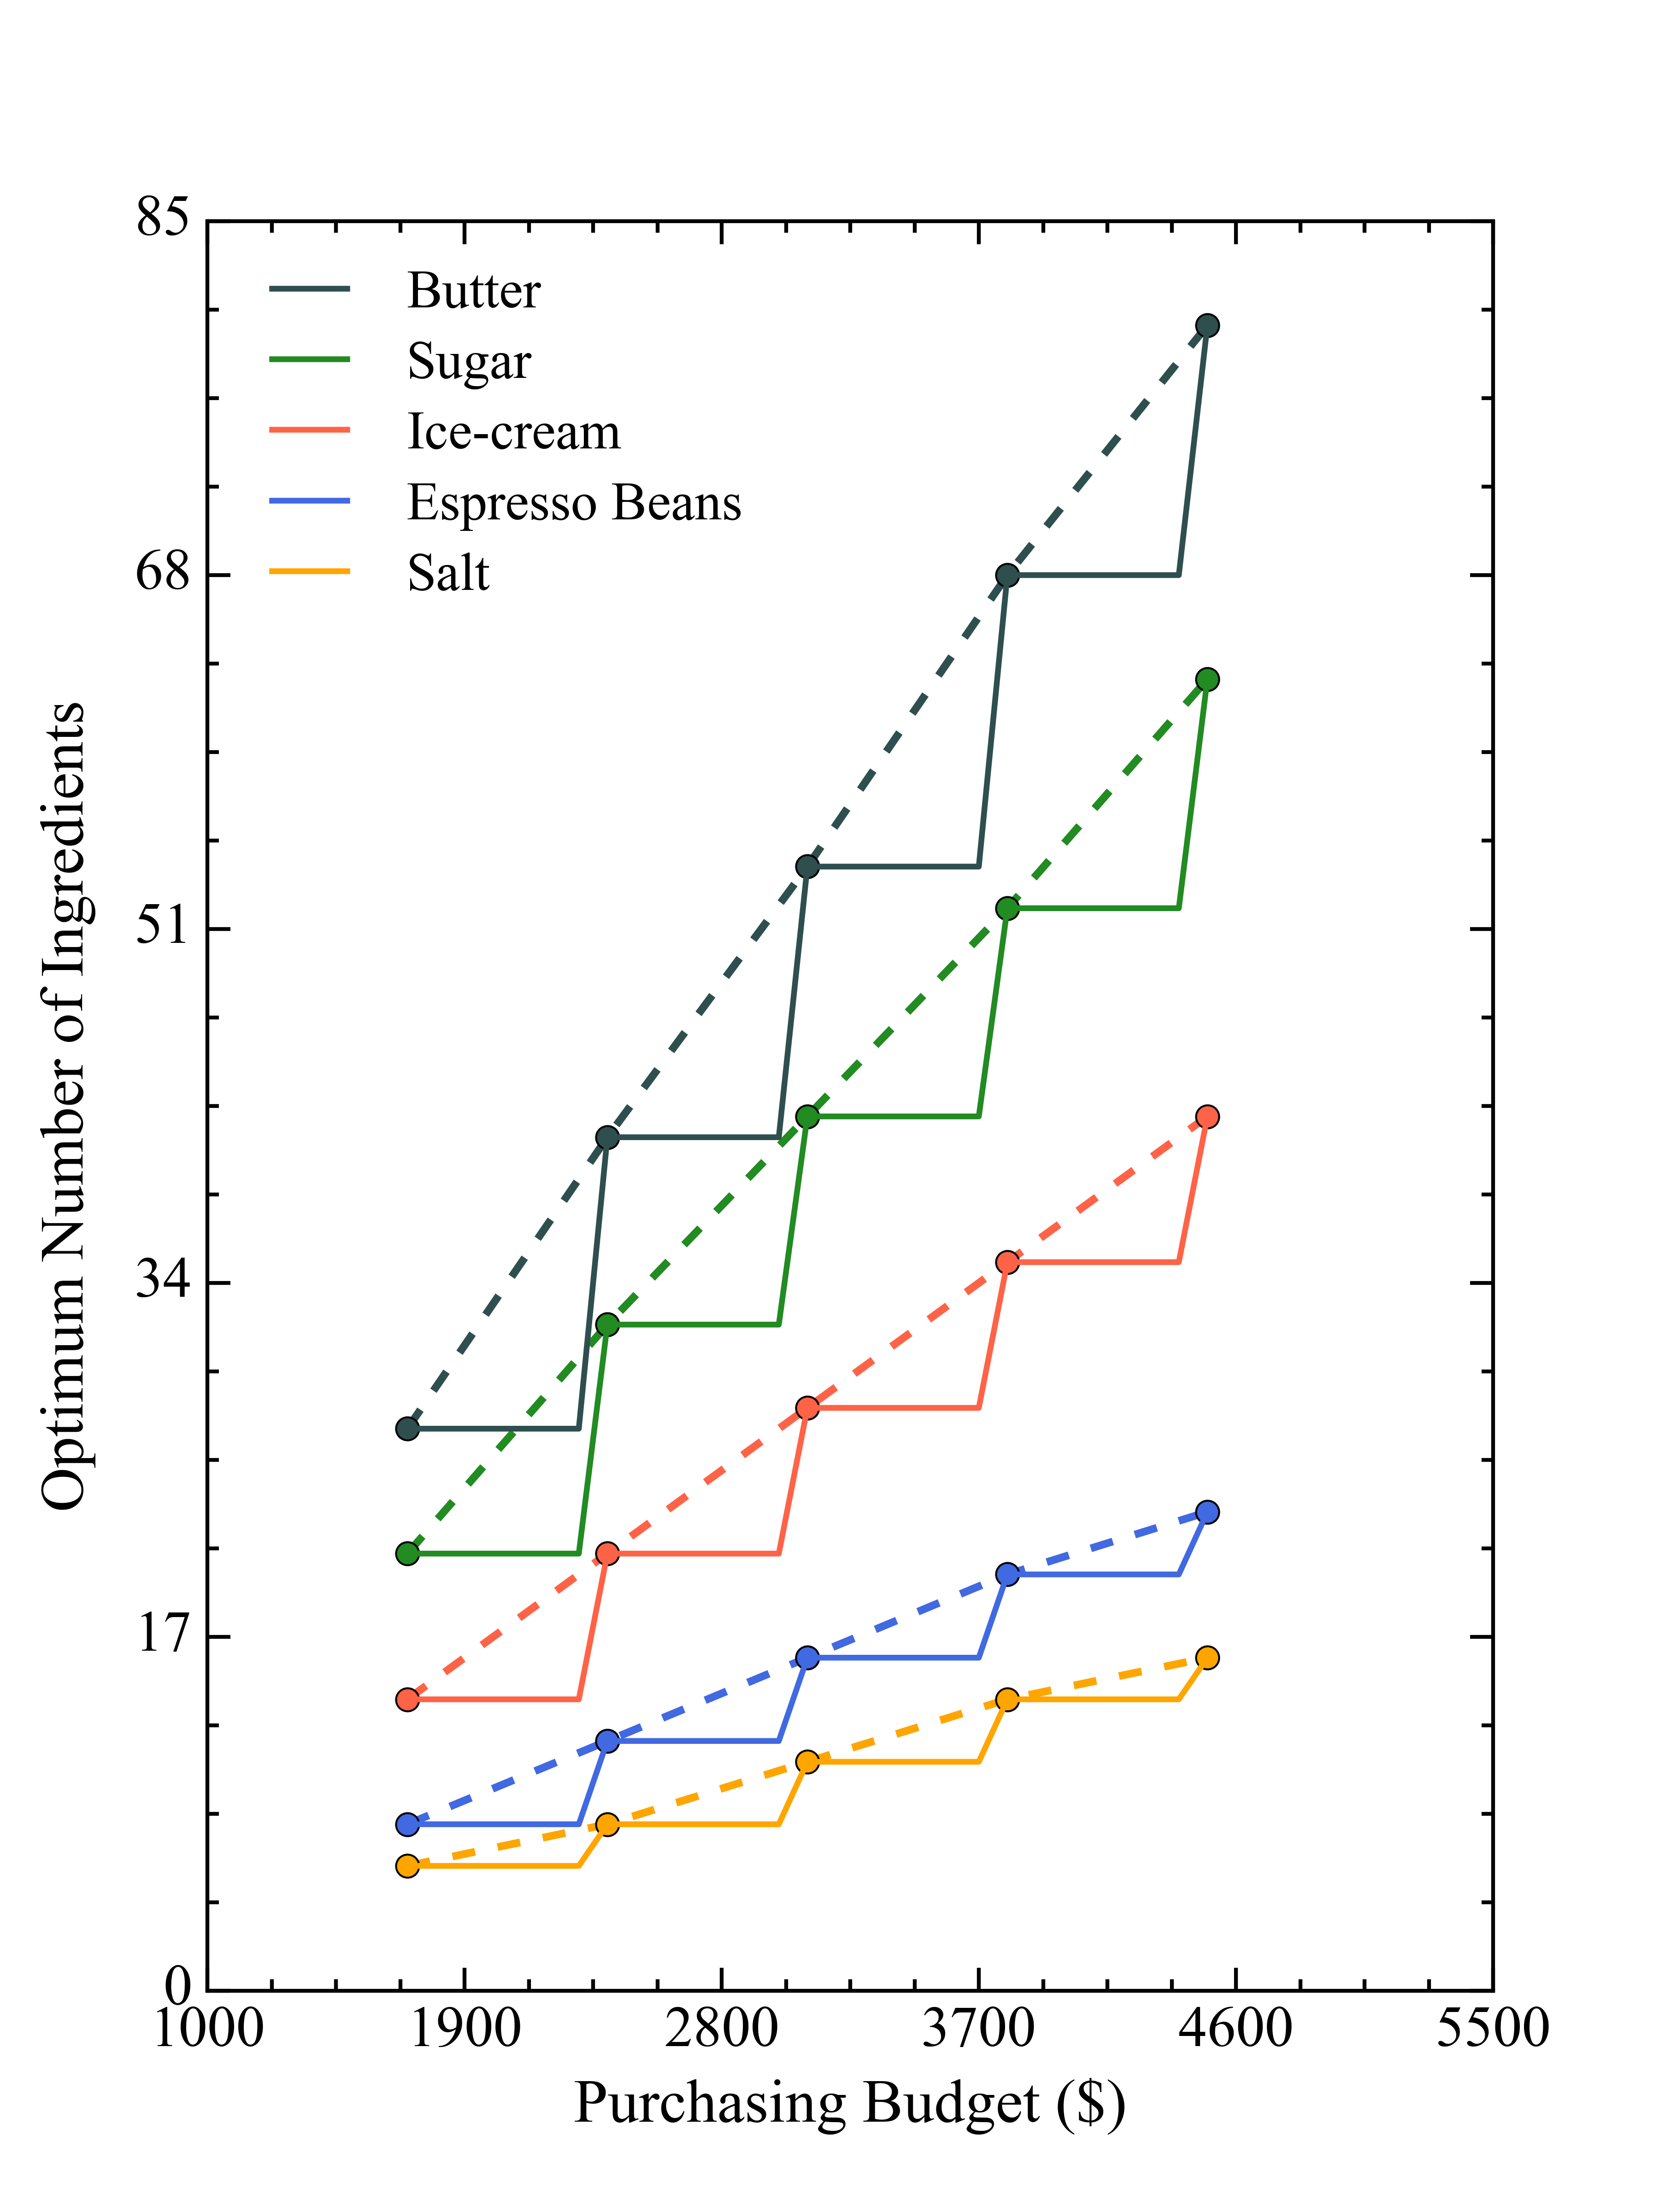 85
68
51
34
17
0
Optimum Number of Ingredients
Butter
Sugar
Ice-cream
Espresso Beans
Salt
1000 1900 2800 3700 4600 5500
Purchasing Budget ($)